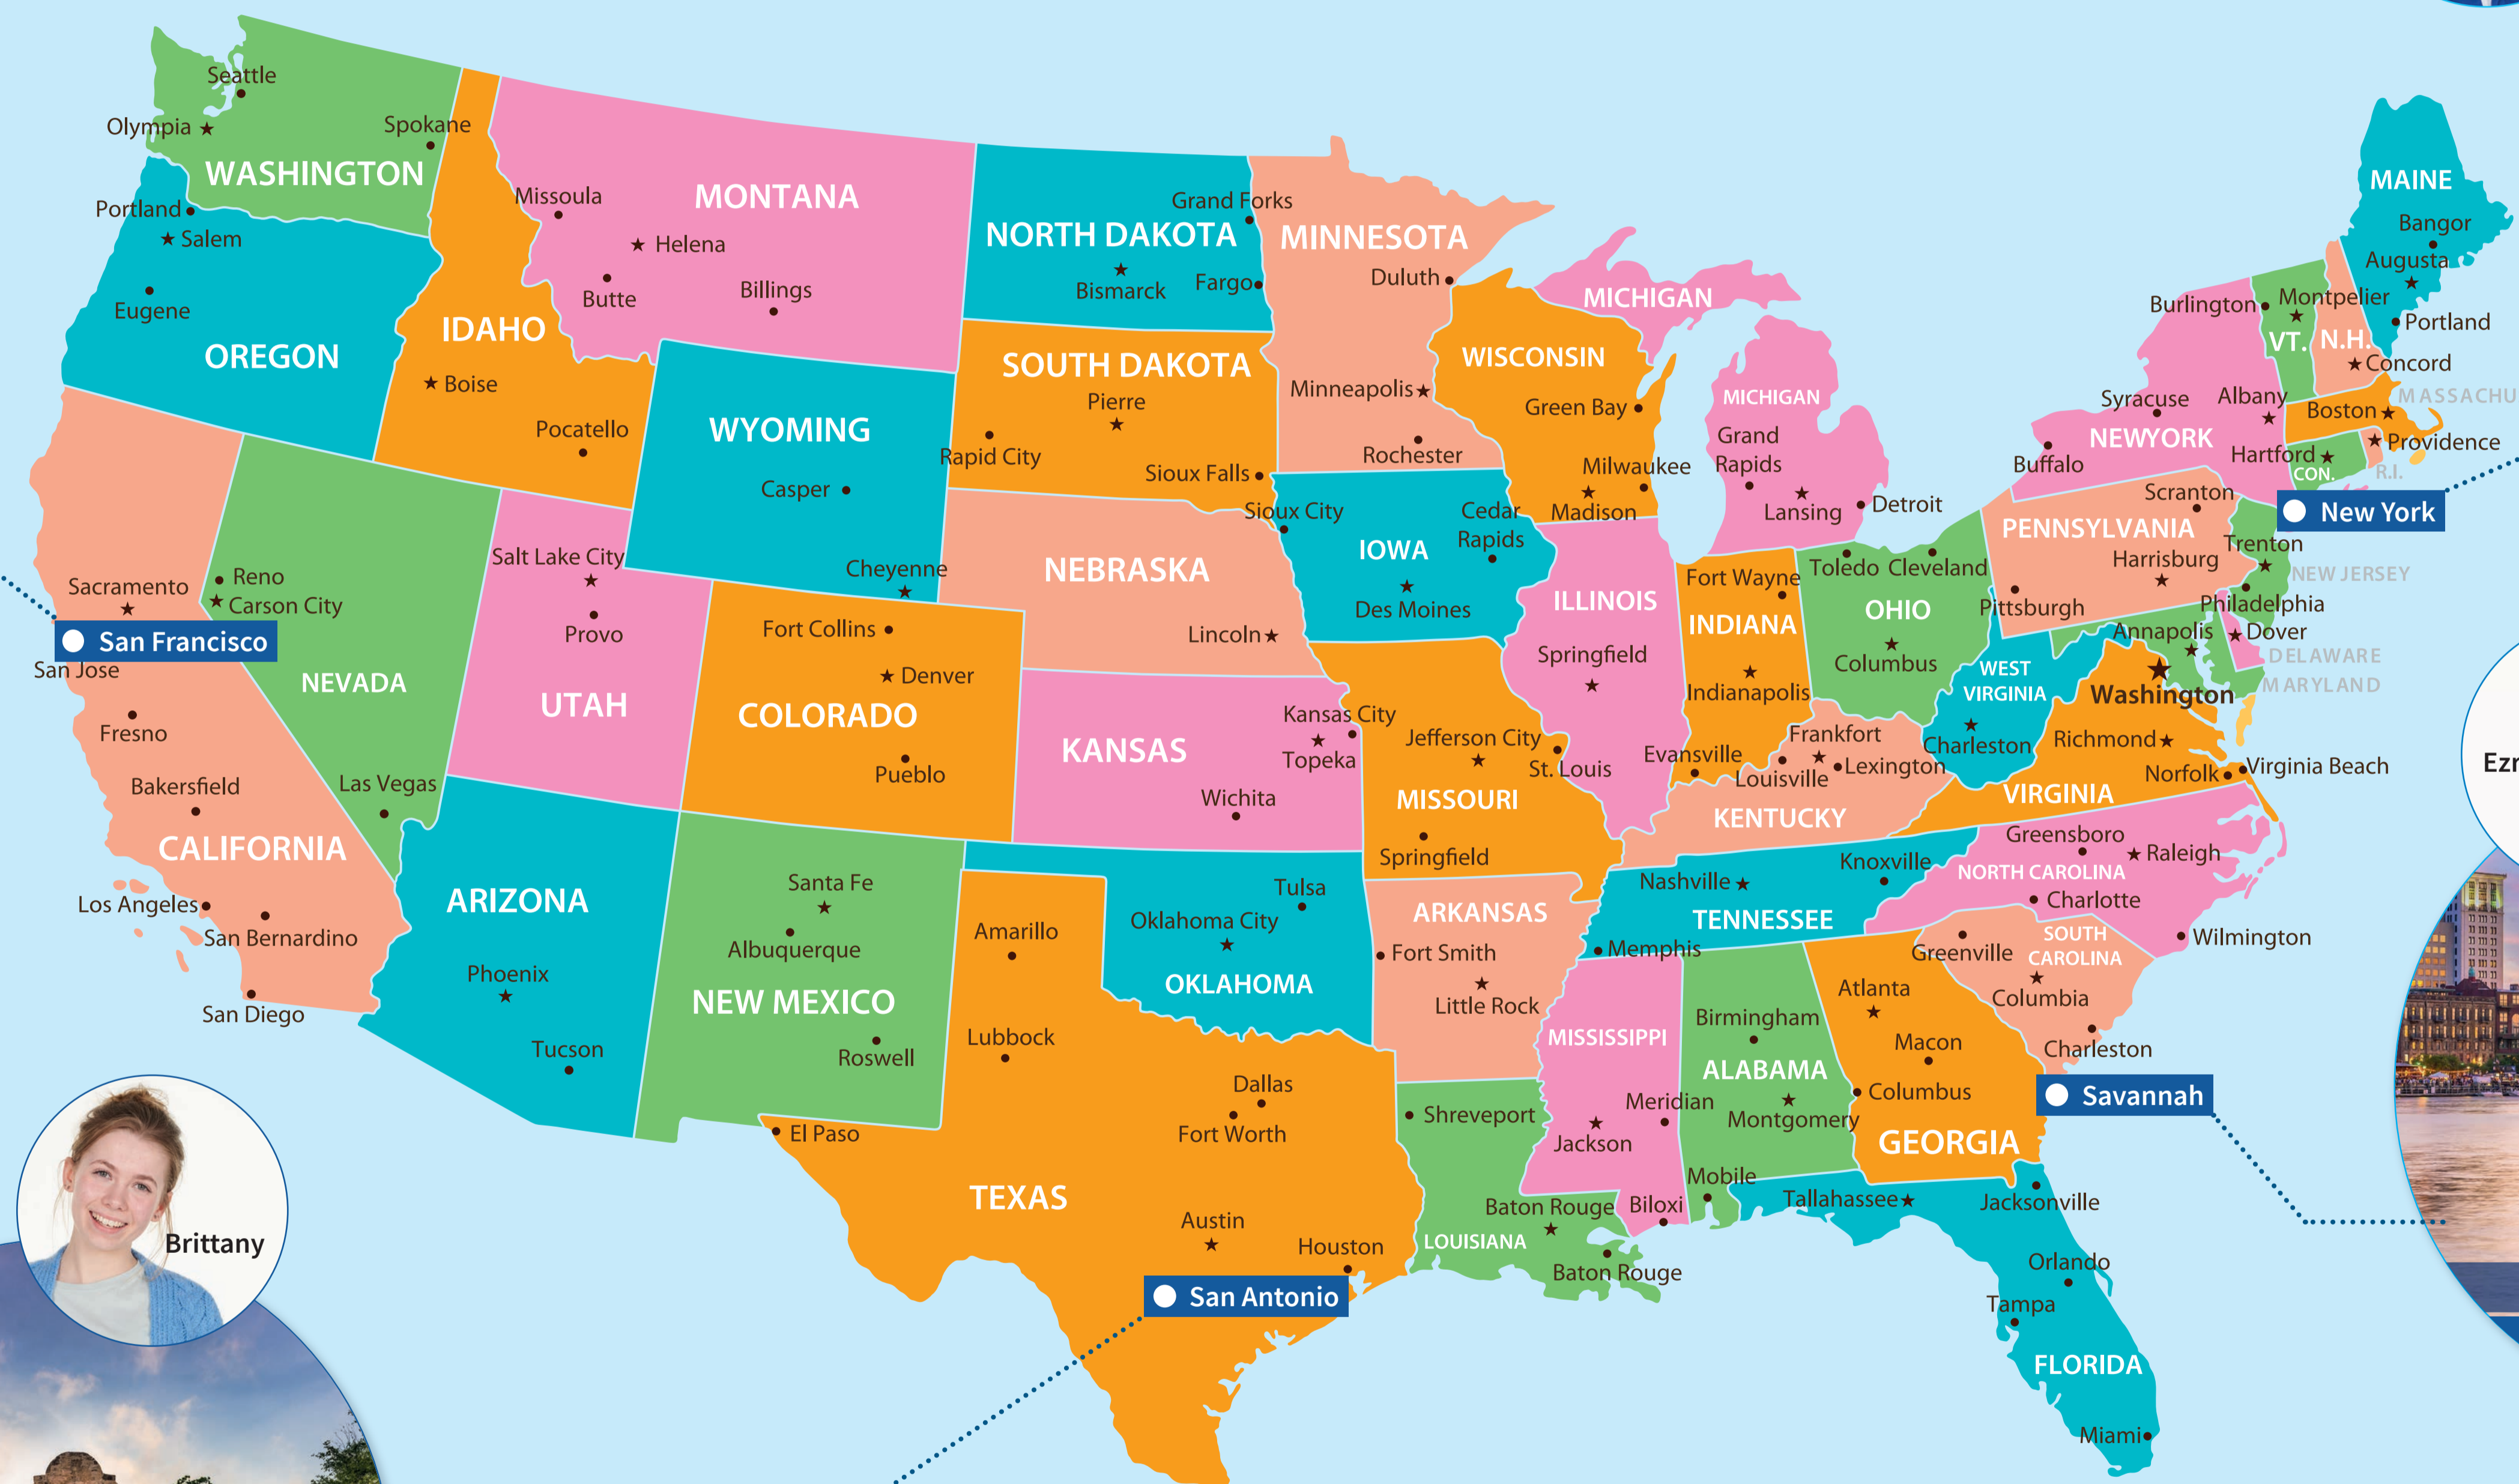 Seattle
Olympia
Spokane
WASHINGTON
Portland
Salem
Eugene
OREGON
IDAHO
Boise
Pocatello
Missoula
MONTANA
Helena
Butte
Billings
NORTH DAKOTA
Grand Forks
Bismarck
Fargo
MINNESOTA
Duluth
Minneapolis
Rochester
SOUTH DAKOTA
Pierre
Rapid City
Sioux Falls
WYOMING
Casper
Cheyenne
WISCONSIN
Green Bay
Milwaukee
Madison
MICHIGAN
MICHIGAN
Grand
Rapids
Lansing
Detroit
MAINE
Bangor
Augusta
Portland
Burlington
Montpelier
VT.
N.H.
Concord
MASSACHU
Boston
Syracuse
Albany
NEWYORK
Buffalo
Hartford
CON.
Providence
R.I.
New York
Scranton
PENNSYLVANIA
Harrisburg
Pittsburgh
Philadelphia
Trenton
NEW JERSEY
Annapolis
Dover
DELAWARE
MARYLAND
Washington
Sacramento
San Francisco
San Jose
Fresno
Bakersfield
CALIFORNIA
Los Angeles
San Bernardino
San Diego
Reno
Carson City
NEVADA
Las Vegas
Salt Lake City
Provo
UTAH
Fort Collins
Denver
COLORADO
Pueblo
NEBRASKA
Lincoln
Sioux City
IOWA
Cedar
Rapids
Des Moines
KANSAS
Kansas City
Topeka
Wichita
Jefferson City
St. Louis
MISSOURI
Springfield
ILLINOIS
Springfield
Fort Wayne
INDIANA
Indianapolis
Evansville
Toledo
Cleveland
OHIO
Columbus
WEST
VIRGINIA
Charleston
Richmond
Norfolk
Virginia Beach
VIRGINIA
Frankfort
Louisville
Lexington
KENTUCKY
Knoxville
Nashville
TENNESSEE
Memphis
Greensboro
Raleigh
NORTH CAROLINA
Charlotte
Wilmington
SOUTH
CAROLINA
Greenville
Columbia
Charleston
ARIZONA
Phoenix
Tucson
Santa Fe
Albuquerque
NEW MEXICO
Roswell
Tulsa
Oklahoma City
OKLAHOMA
ARKANSAS
Fort Smith
Little Rock
Amarillo
Lubbock
Dallas
Fort Worth
El Paso
TEXAS
Austin
Houston
San Antonio
Shreveport
Baton Rouge
LOUISIANA
Baton Rouge
MISSISSIPPI
Meridian
Jackson
Biloxi
Birmingham
ALABAMA
Montgomery
Mobile
Atlanta
Macon
Columbus
GEORGIA
Savannah
Tallahassee
Jacksonville
Orlando
Tampa
FLORIDA
Miami
Brittany
Ezr